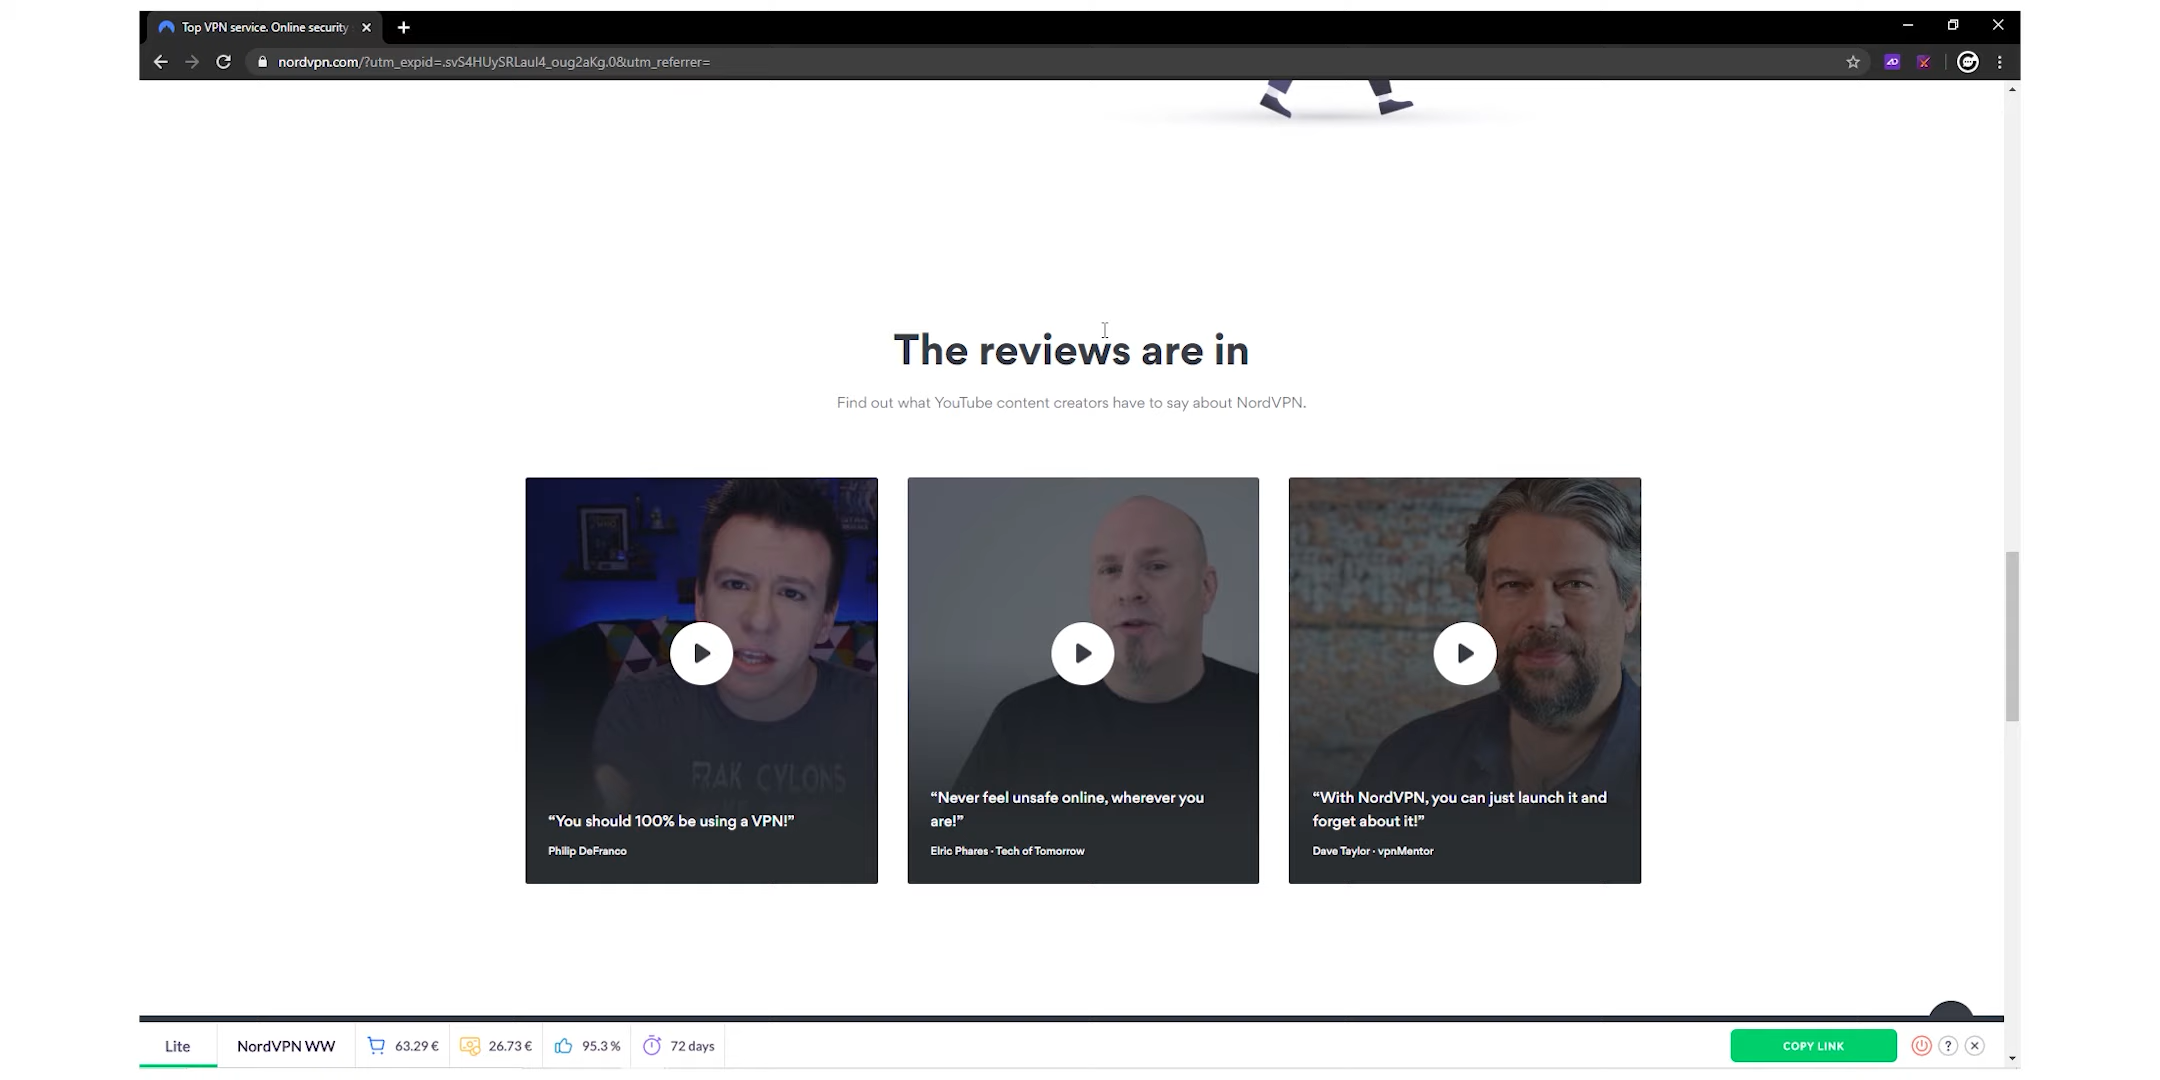 Top VPN service. Online security
nordvpn.com/?utm_expid=.svS4HUySRLaul4_oug2aKg.0&utm_referrer=
The reviews are in
Find out what YouTube content creators have to say about NordVPN.
FRAK CYLONS
“You should 100% be using a VPN!”
Philip DeFranco
“Never feel unsafe online, wherever you
are!”
Elric Phares · Tech of Tomorrow
“With NordVPN, you can just launch it and
forget about it!”
Dave Taylor · vpnMentor
Lite
NordVPN WW
63.29 €
26.73 €
95.3 %
72 days
COPY LINK
?